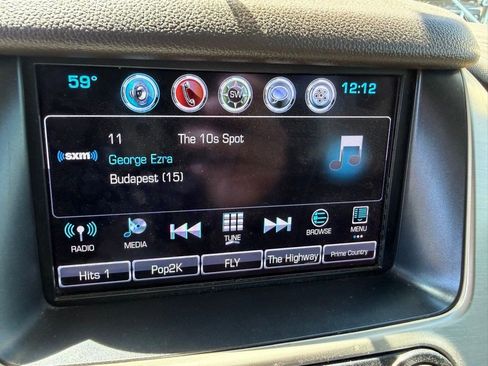 59°
SW
12:12
11 The 10s Spot
((sxm))
George Ezra
Budapest (15)
RADIO
MEDIA
TUNE
BROWSE
MENU
Hits 1
Pop2K
FLY
The Highway
Prime Country